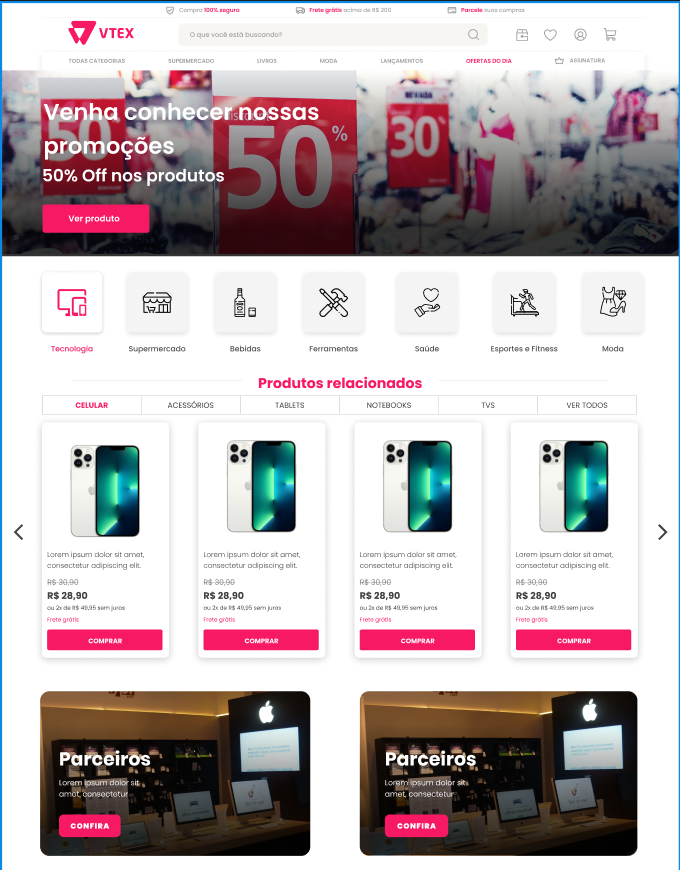 Compra 100% segura
Frete grátis acima de R$ 200
Parcele suas compras
VTEX
O que você está buscando?
TODAS CATEGORIAS
SUPERMERCADO
LIVROS
MODA
LANÇAMENTOS
OFERTAS DO DIA
ASSINATURA
Venha conhecer nossas
promoções
50% Off nos produtos
Ver produto
50
50%
30%
Tecnologia
Supermercado
Bebidas
Ferramentas
Saúde
Esportes e Fitness
Moda
Produtos relacionados
CELULAR
ACESSÓRIOS
TABLETS
NOTEBOOKS
TVS
VER TODOS
Lorem ipsum dolor sit amet,
consectetur adipiscing elit.
R$ 30,90
R$ 28,90
ou 2x de R$ 49,95 sem juros
Frete grátis
COMPRAR
Lorem ipsum dolor sit amet,
consectetur adipiscing elit.
R$ 30,90
R$ 28,90
ou 2x de R$ 49,95 sem juros
Frete grátis
COMPRAR
Lorem ipsum dolor sit amet,
consectetur adipiscing elit.
R$ 30,90
R$ 28,90
ou 2x de R$ 49,95 sem juros
Frete grátis
COMPRAR
Lorem ipsum dolor sit amet,
consectetur adipiscing elit.
R$ 30,90
R$ 28,90
ou 2x de R$ 49,95 sem juros
Frete grátis
COMPRAR
Parceiros
Lorem ipsum dolor sit
amet, consectetur
CONFIRA
Parceiros
Lorem ipsum dolor sit
amet, consectetur
CONFIRA